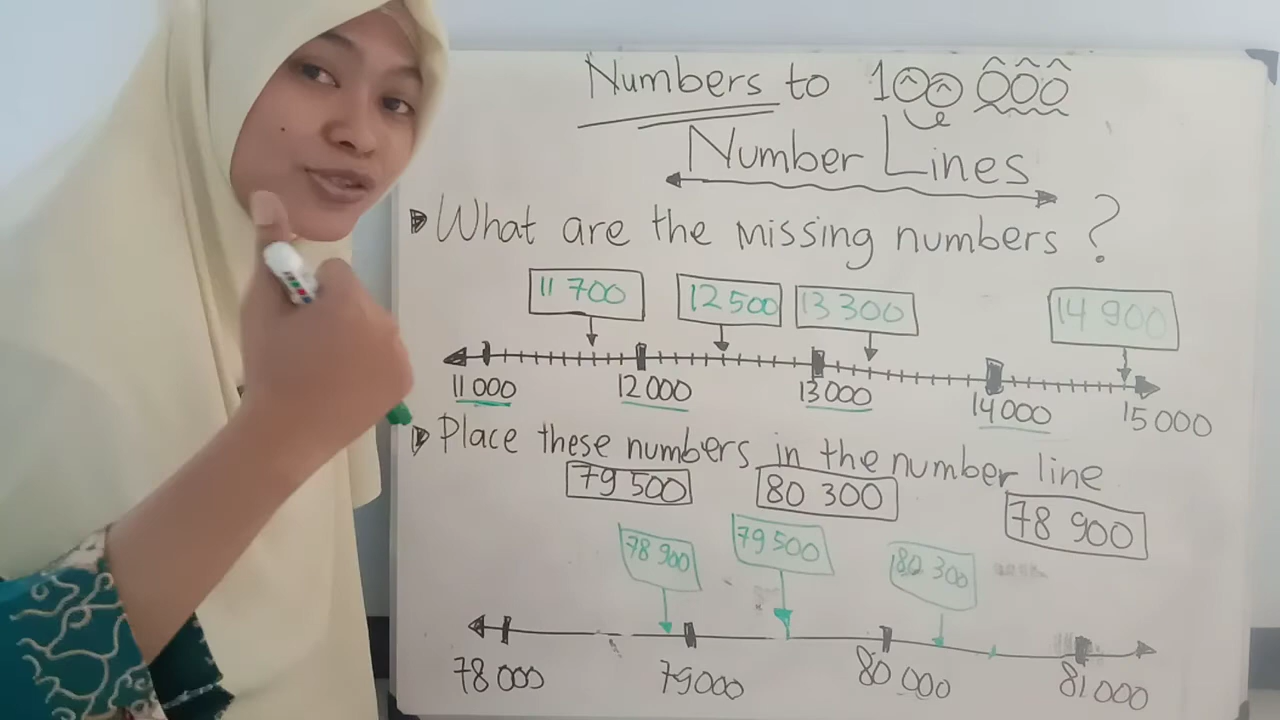 Numbers to 100 000
Number Lines
What are the missing numbers ?
11 700 12 500 13 300 14 900
11 000 12 000 13 000 14 000 15 000
Place these numbers in the number line
79 500 80 300 78 900
78 900 79 500 80 300
78 000 79 000 80 000 81 000